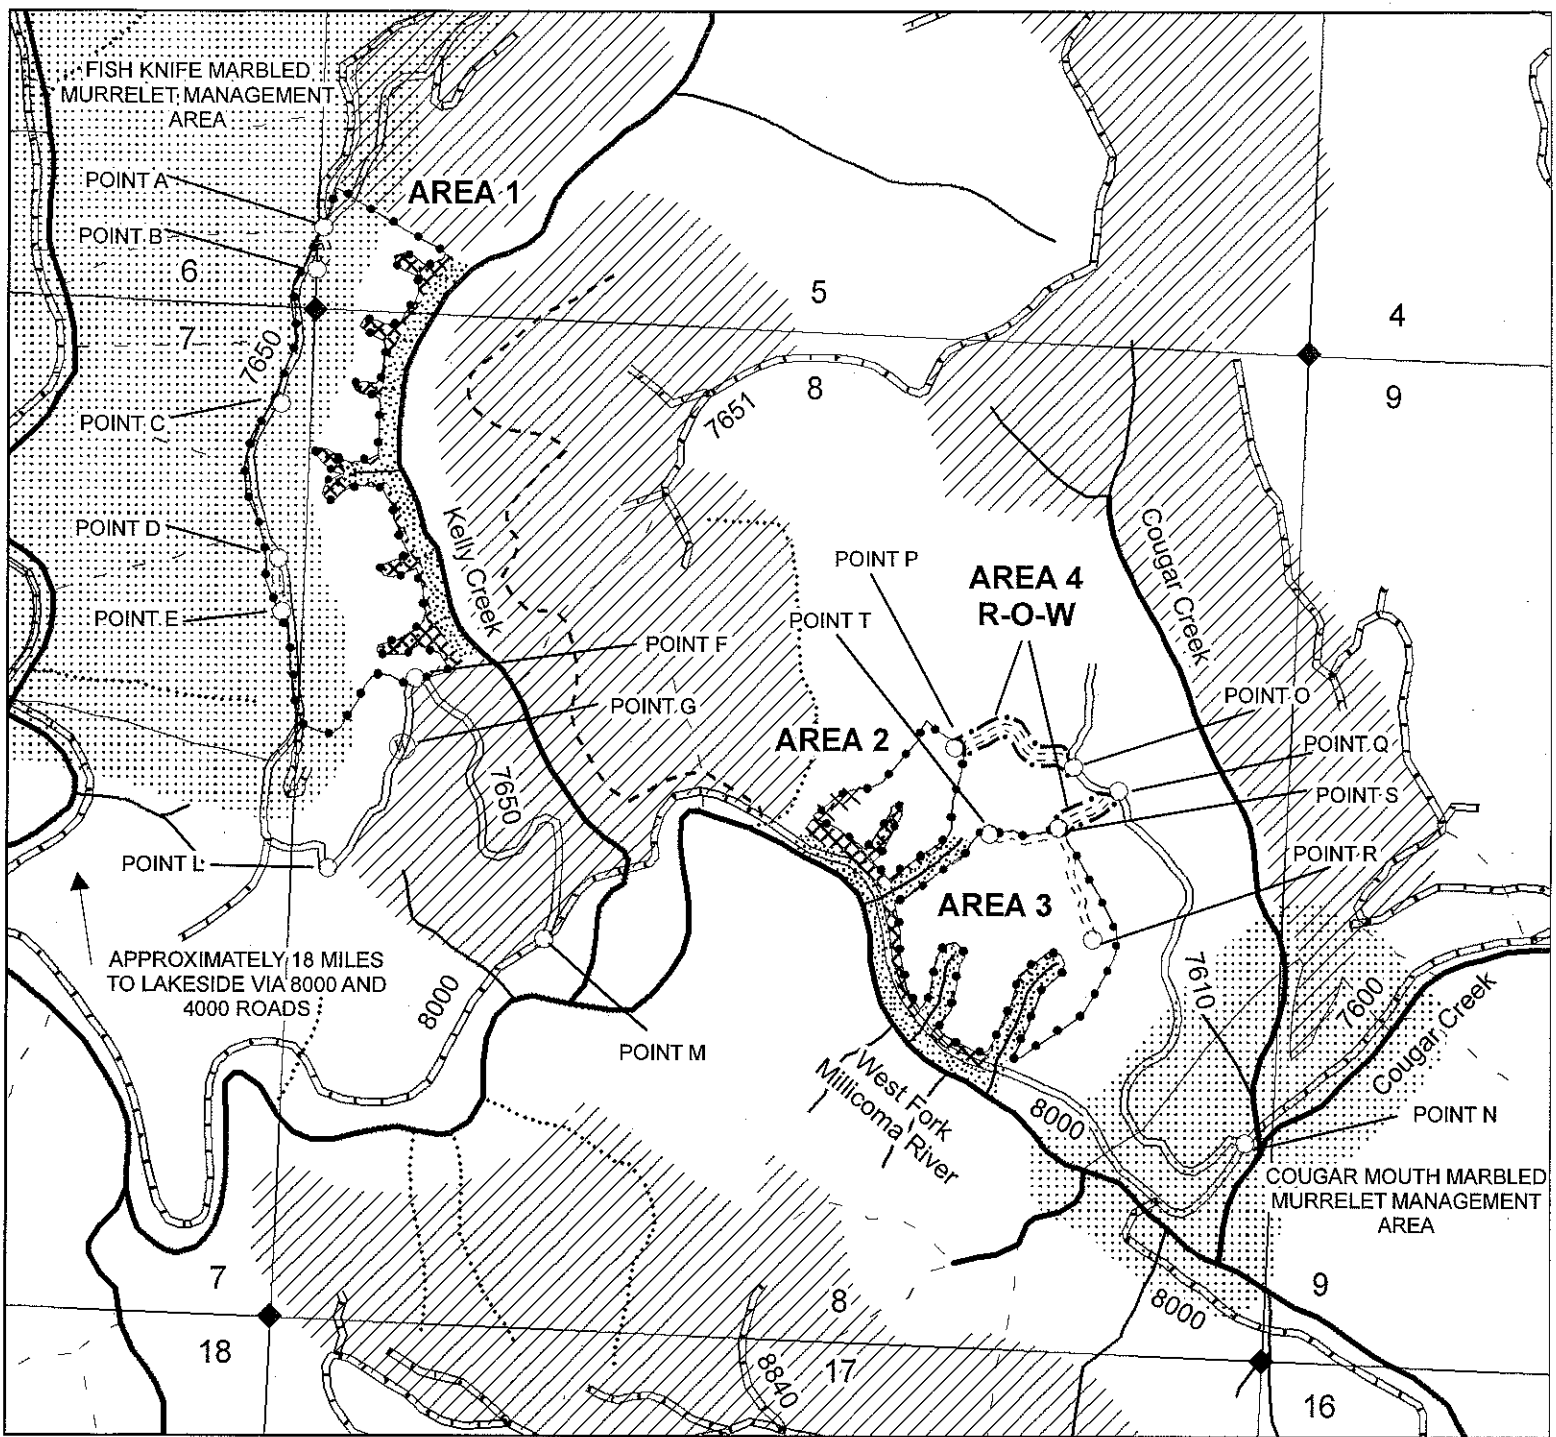 FISH KNIFE MARBLED
MURRELET MANAGEMENT
AREA
POINT A
AREA 1
POINT B
6
5
4
7
7650
8
9
7651
POINT C
POINT D
Kelly Creek
Cougar Creek
POINT P
AREA 4
R-O-W
POINT E
POINT T
POINT F
POINT O
POINT G
AREA 2
POINT Q
W
7650
POINT S
POINT L
POINT R
AREA 3
APPROXIMATELY 18 MILES
TO LAKESIDE VIA 8000 AND
4000 ROADS
8000
7610
7600
Cougar Creek
POINT M
West Fork
Millicoma River
8000
POINT N
COUGAR MOUTH MARBLED
MURRELET MANAGEMENT
AREA
7
8
9
8000
18
17
8840
16